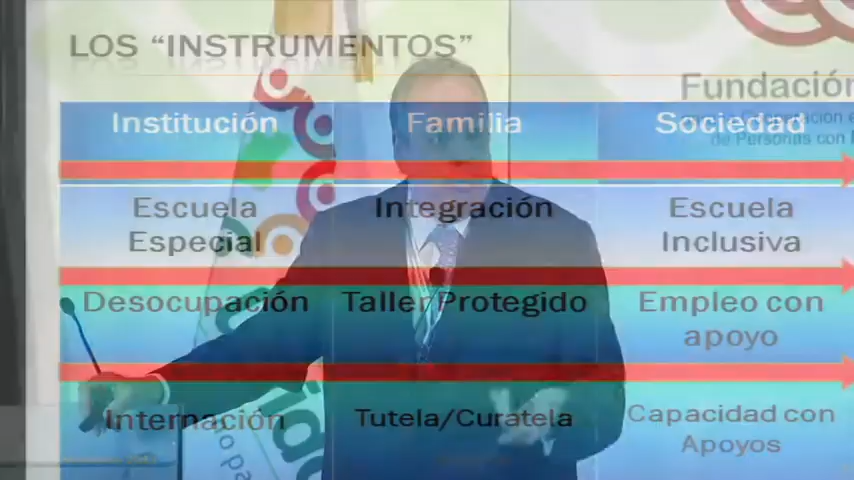 LOS “INSTRUMENTOS”
Fundación
de Personas con
Institución Familia Sociedad
Escuela Especial
Integración
Escuela Inclusiva
Desocupación
Taller Protegido
Empleo con apoyo
Internación
Tutela/Curatela
Capacidad con Apoyos